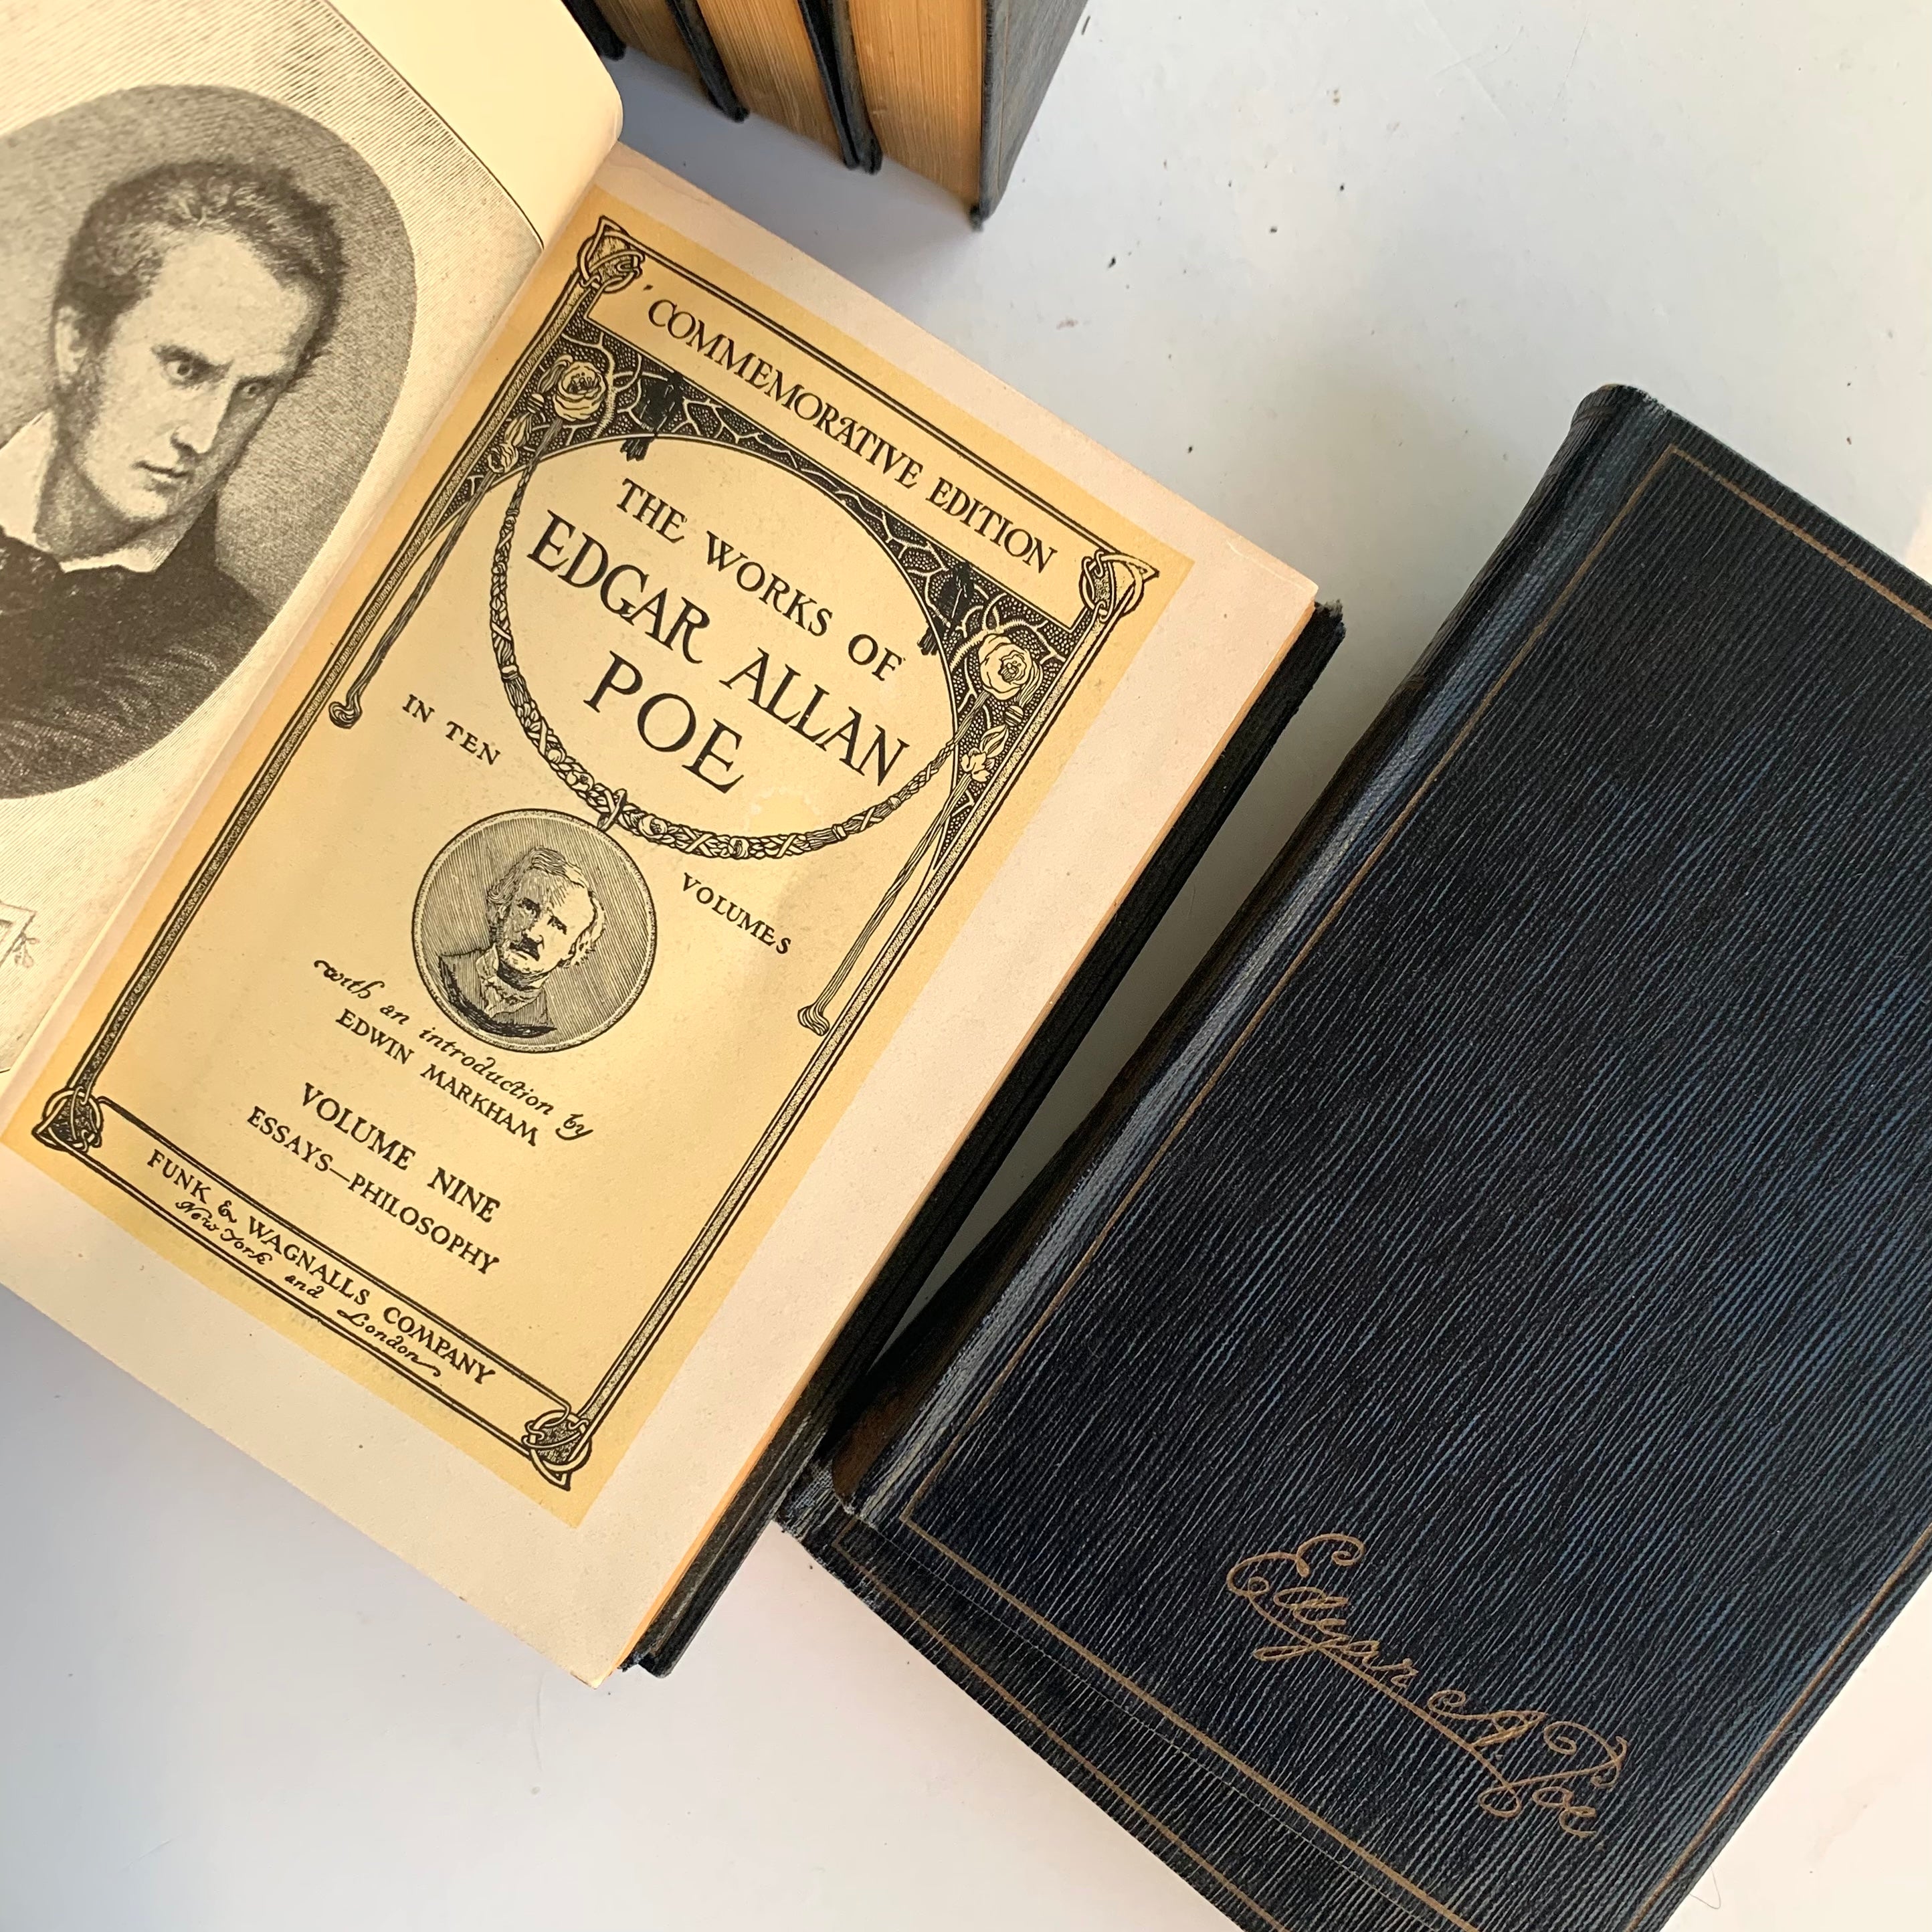 COMMEMORATIVE EDITION
THE WORKS OF
EDGAR ALLAN
POE
IN TEN VOLUMES
with an introduction by
EDWIN MARKHAM
VOLUME NINE
ESSAYS—PHILOSOPHY
FUNK & WAGNALLS COMPANY
New York and London
Edgar A Poe